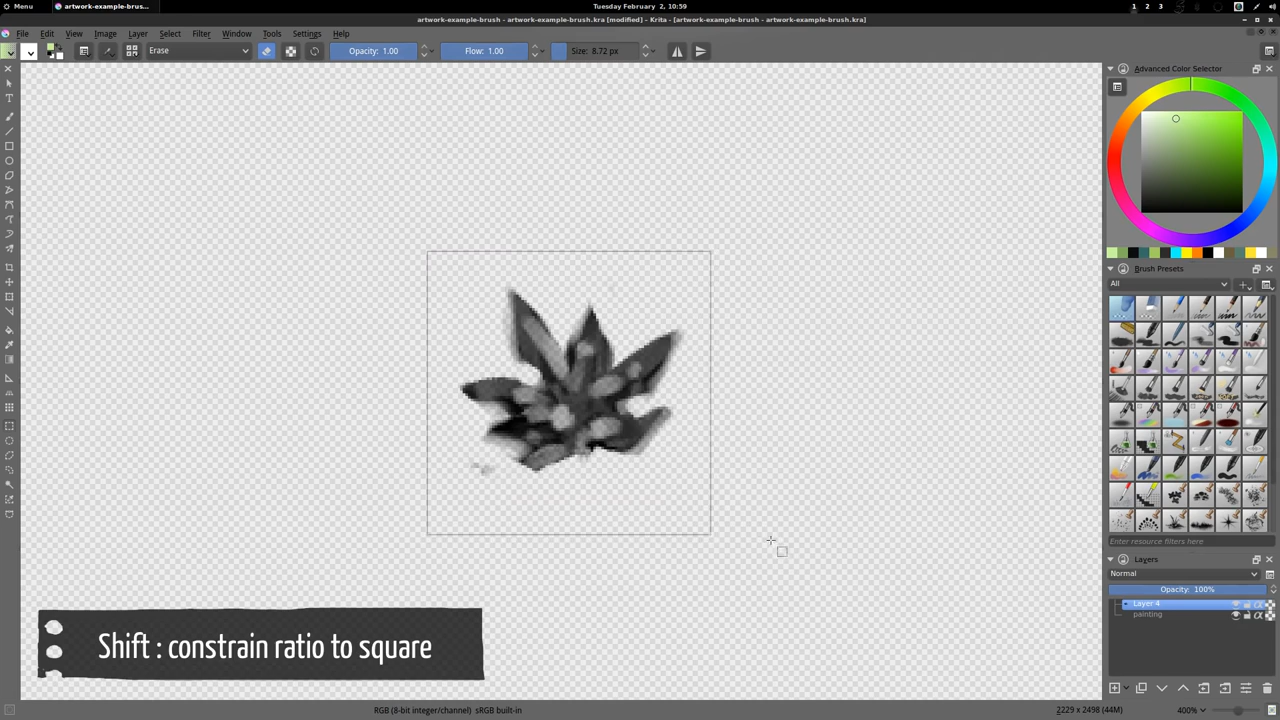 Menu
artwork-example-brus...
Tuesday February 2, 10:59
1 2 3
artwork-example-brush - artwork-example-brush.kra [modified] - Krita - [artwork-example-brush - artwork-example-brush.kra]
File Edit View Image Layer Select Filter Window Tools Settings Help
Erase
Opacity: 1.00
Flow: 1.00
Size: 8.72 px
Advanced Color Selector
Brush Presets
All
Enter resource filters here
Layers
Normal
Opacity: 100%
Layer 4
painting
Shift : constrain ratio to square
RGB (8-bit integer/channel) sRGB built-in
2229 x 2498 (44M)
400%